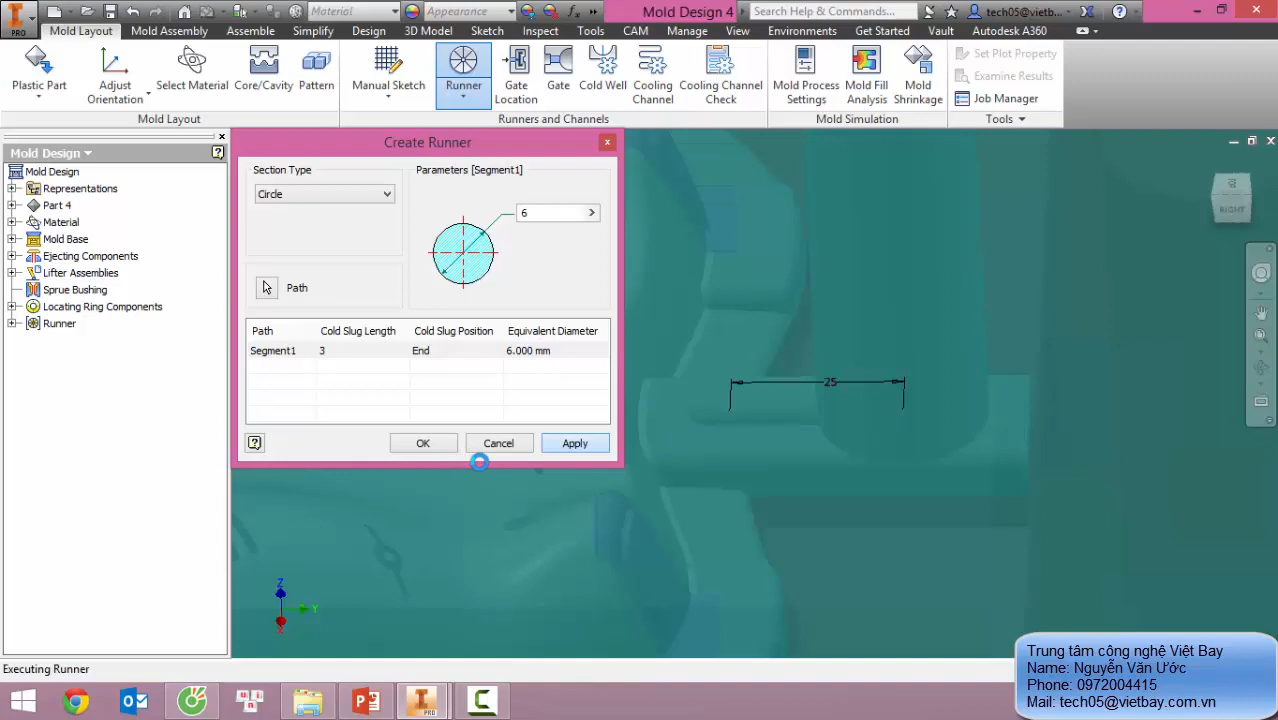 PRO
Material
Appearance
Mold Design 4
Search Help & Commands...
tech05@vietb...
Mold Layout
Mold Assembly
Assemble
Simplify
Design
3D Model
Sketch
Inspect
Tools
CAM
Manage
View
Environments
Get Started
Vault
Autodesk A360
Plastic Part
Adjust Orientation
Select Material
Core/Cavity
Pattern
Manual Sketch
Runner
Gate Location
Gate
Cold Well
Cooling Channel
Cooling Channel Check
Mold Process Settings
Mold Fill Analysis
Mold Shrinkage
Set Plot Property
Examine Results
Job Manager
Mold Layout
Runners and Channels
Mold Simulation
Tools
Mold Design
Mold Design
Representations
Part 4
Material
Mold Base
Ejecting Components
Lifter Assemblies
Sprue Bushing
Locating Ring Components
Runner
Create Runner
Section Type
Circle
Parameters [Segment1]
6
Path
Path Cold Slug Length Cold Slug Position Equivalent Diameter
Segment1 3 End 6.000 mm
OK
Cancel
Apply
25
RIGHT
Z
Y
X
Executing Runner
Trung tâm công nghệ Việt Bay
Name: Nguyễn Văn Ước
Phone: 0972004415
Mail: tech05@vietbay.com.vn
PRO